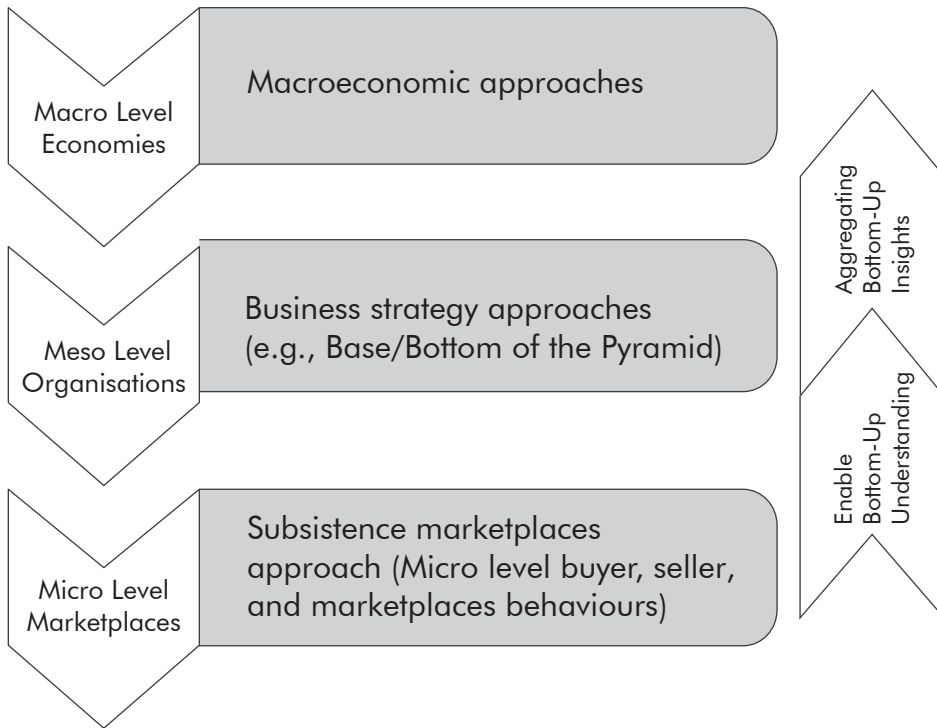 Macro Level
Economies
Macroeconomic approaches
Meso Level
Organisations
Business strategy approaches
(e.g., Base/Bottom of the Pyramid)
Micro Level
Marketplaces
Subsistence marketplaces
approach (Micro level buyer, seller,
and marketplaces behaviours)
Aggregating
Bottom-Up
Insights
Enable
Bottom-Up
Understanding